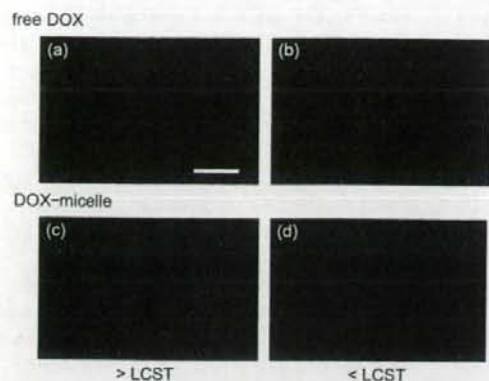 free DOX
(a) (b)
DOX-micelle
(c) (d)
> LCST < LCST